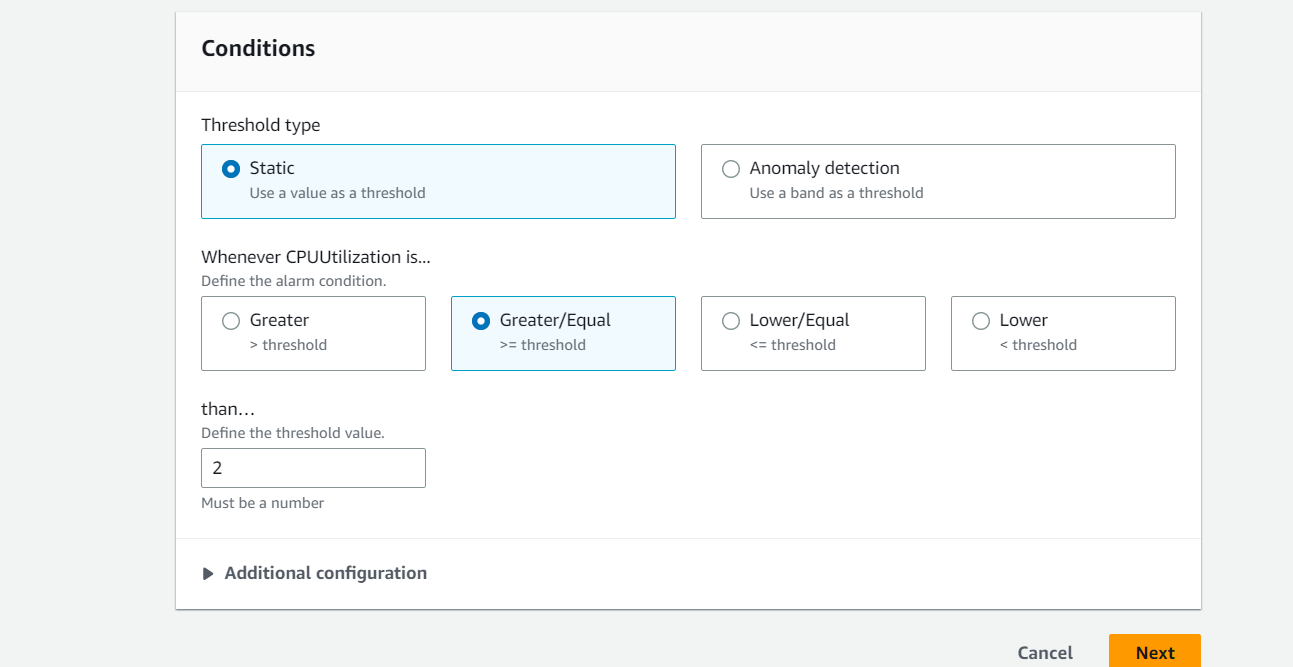 Conditions
Threshold type
Static
Use a value as a threshold
Anomaly detection
Use a band as a threshold
Whenever CPUUtilization is...
Define the alarm condition.
Greater
> threshold
Greater/Equal
>= threshold
Lower/Equal
<= threshold
Lower
< threshold
than…
Define the threshold value.
2
Must be a number
Additional configuration
Cancel
Next